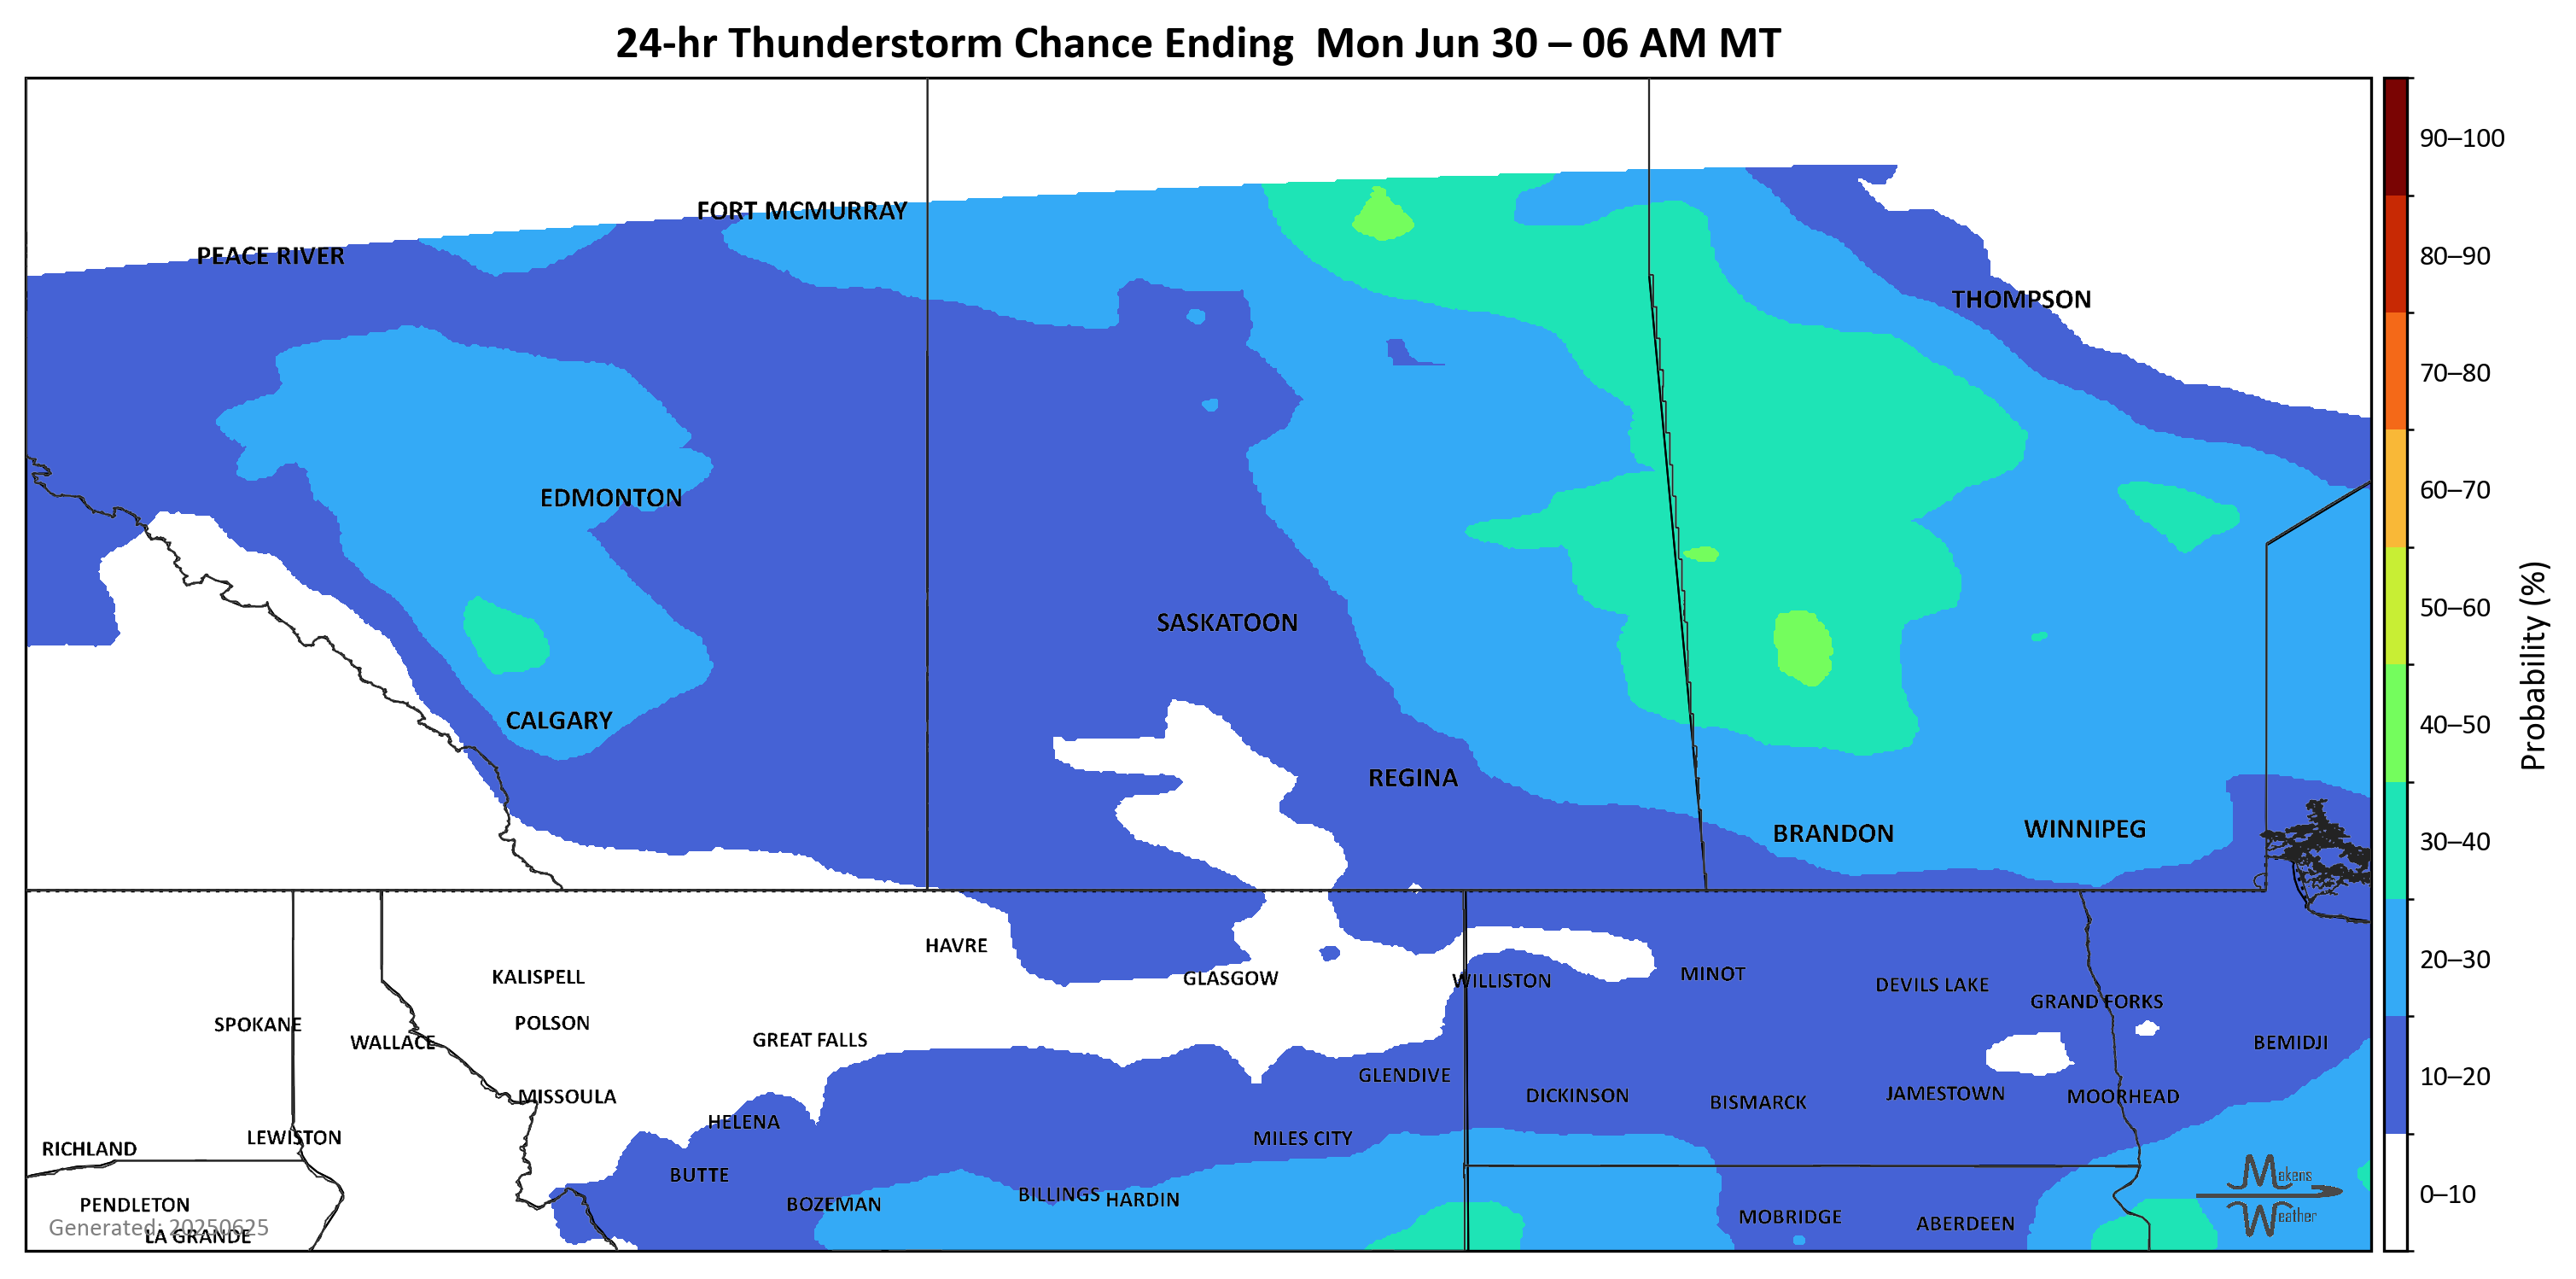 24-hr Thunderstorm Chance Ending  Mon Jun 30 – 06 AM MT
90–100
FORT MCMURRAY
PEACE RIVER
80–90
THOMPSON
70–80
60–70
EDMONTON
50–60
SASKATOON
Probability (%)
CALGARY
40–50
REGINA
BRANDON
WINNIPEG
30–40
HAVRE
20–30
KALISPELL
GLASGOW
WILLISTON
MINOT
DEVILS LAKE
GRAND FORKS
SPOKANE
POLSON
WALLACE
GREAT FALLS
BEMIDJI
10–20
GLENDIVE
MISSOULA
DICKINSON
BISMARCK
JAMESTOWN
MOORHEAD
HELENA
RICHLAND
LEWISTON
MILES CITY
BUTTE
Makens
Weather
0–10
PENDLETON
BOZEMAN
BILLINGS
HARDIN
MOBRIDGE
ABERDEEN
Generated: 20250625
LA GRANDE